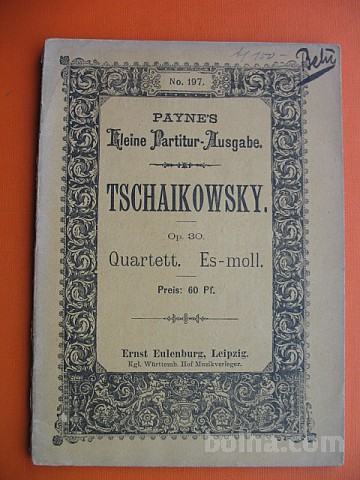 No. 197.
PAYNE'S
Kleine Partitur-Ausgabe.
TSCHAIKOWSKY.
Op. 30.
Quartett. Es-moll.
Preis: 60 Pf.
Ernst Eulenburg, Leipzig.
Kgl. Württemb. Hof Musikverleger.
bolha.com